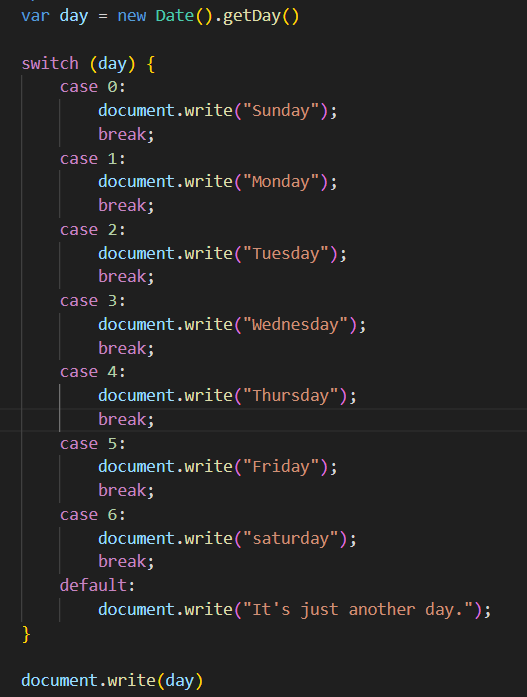 var day = new Date().getDay()
switch (day) {
    case 0:
        document.write("Sunday");
        break;
    case 1:
        document.write("Monday");
        break;
    case 2:
        document.write("Tuesday");
        break;
    case 3:
        document.write("Wednesday");
        break;
    case 4:
        document.write("Thursday");
        break;
    case 5:
        document.write("Friday");
        break;
    case 6:
        document.write("saturday");
        break;
    default:
        document.write("It's just another day.");
}
document.write(day)